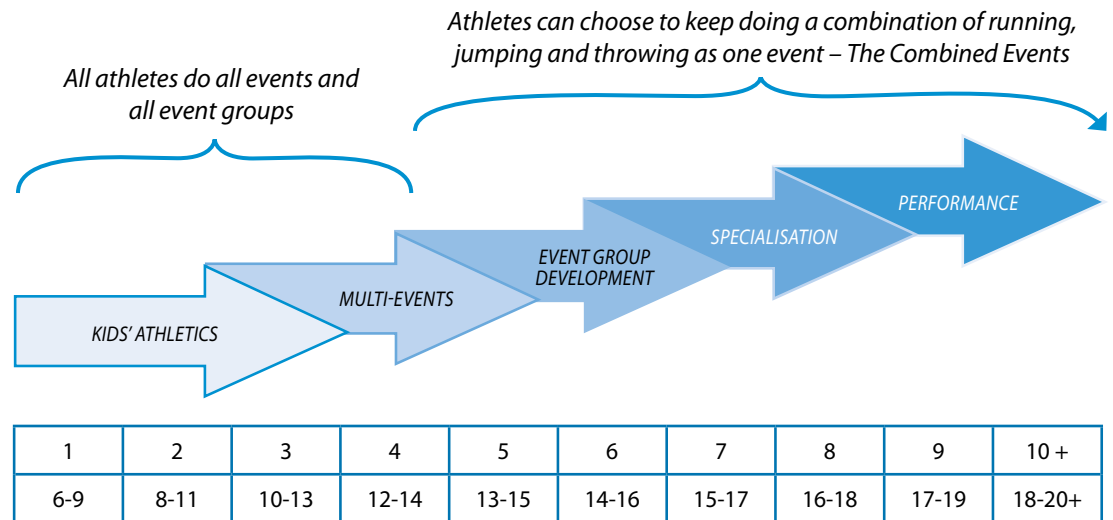 Athletes can choose to keep doing a combination of running,
jumping and throwing as one event – The Combined Events
All athletes do all events and
all event groups
PERFORMANCE
SPECIALISATION
EVENT GROUP
DEVELOPMENT
MULTI-EVENTS
KIDS' ATHLETICS
1 2 3 4 5 6 7 8 9 10 +
6-9 8-11 10-13 12-14 13-15 14-16 15-17 16-18 17-19 18-20+